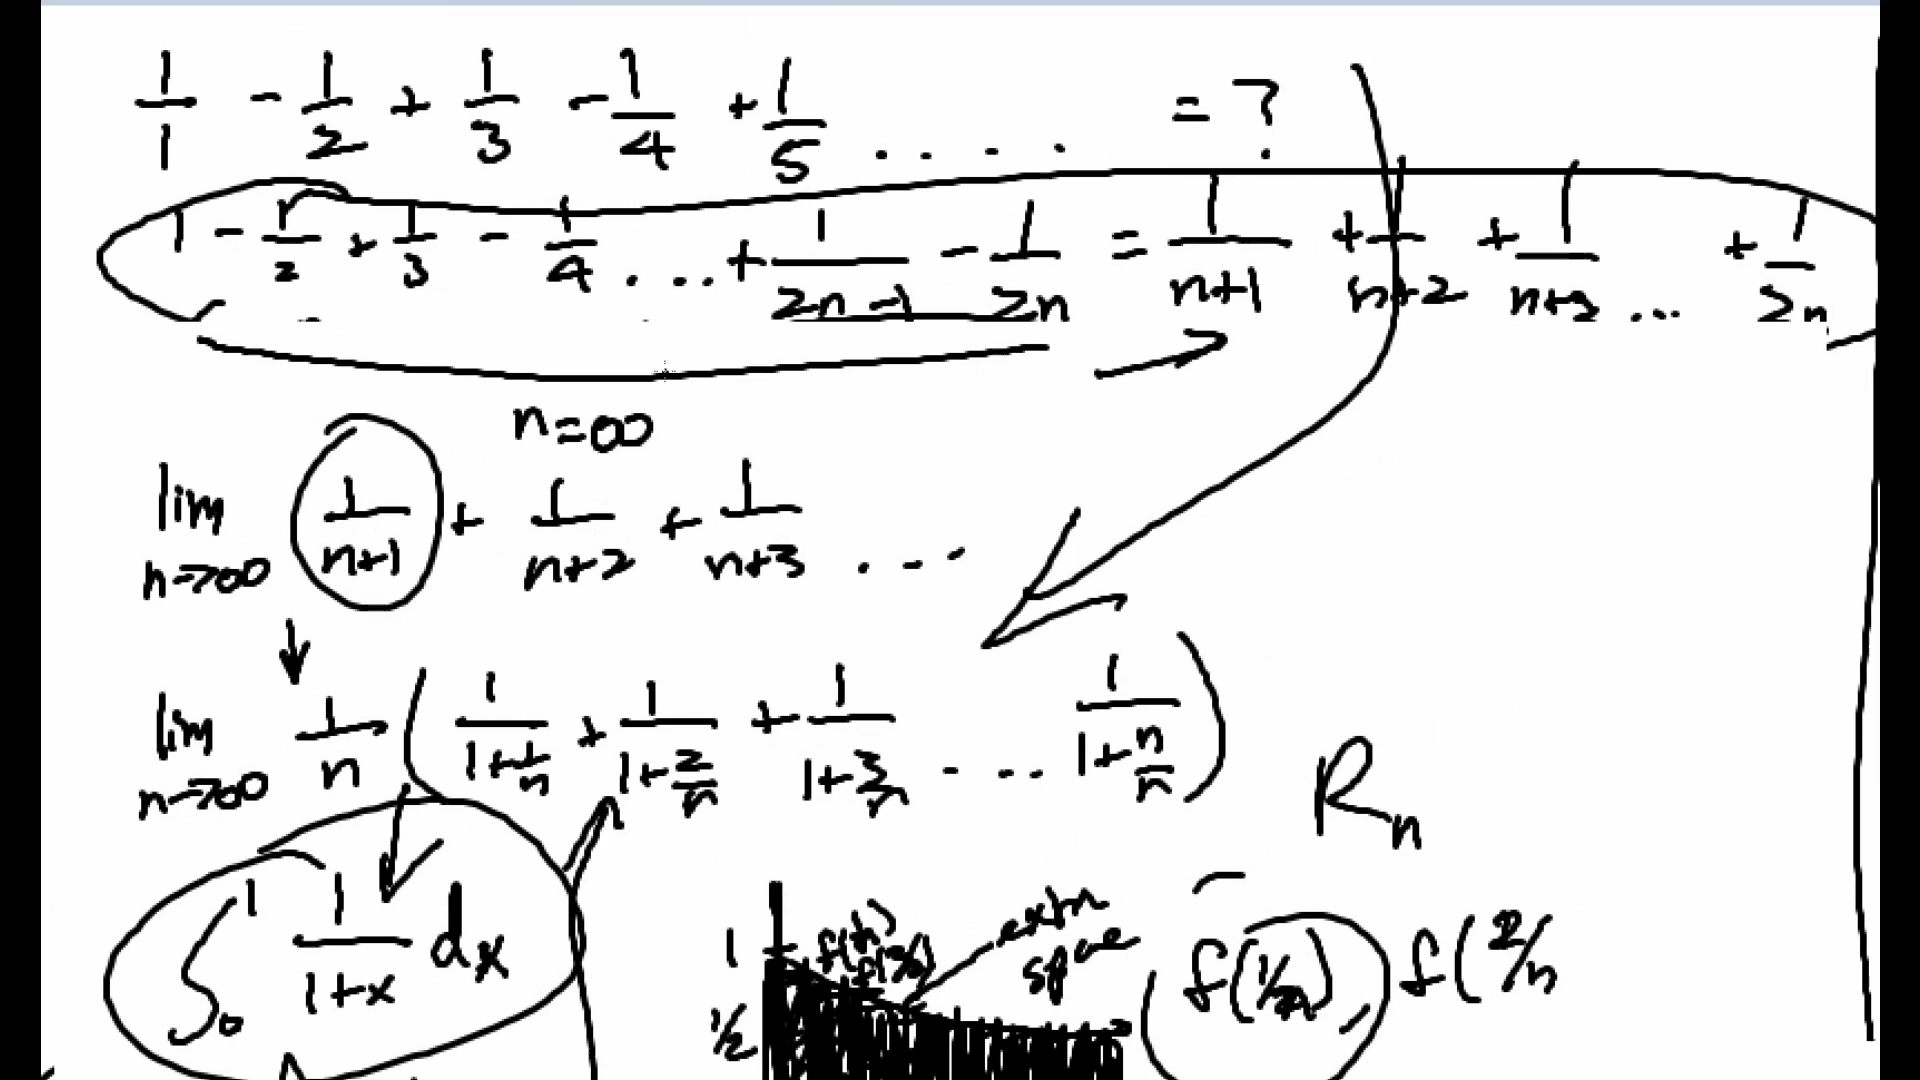 1/1 - 1/2 + 1/3 - 1/4 + 1/5 ..... = ?
1 - 1/2 + 1/3 - 1/4 ... + 1/(2n-1) - 1/2n = 1/(n+1) + 1/(n+2) + 1/(n+3) ... + 1/2n
n=∞
lim n->∞ 1/(n+1) + 1/(n+2) + 1/(n+3) ....
lim n->∞ 1/n ( 1/(1+1/n) + 1/(1+2/n) + 1/(1+3/n) ..... 1/(1+n/n) )
Rn
∫0^1 1/(1+x) dx
1
1/2
extra space
f(1/n) f(2/n